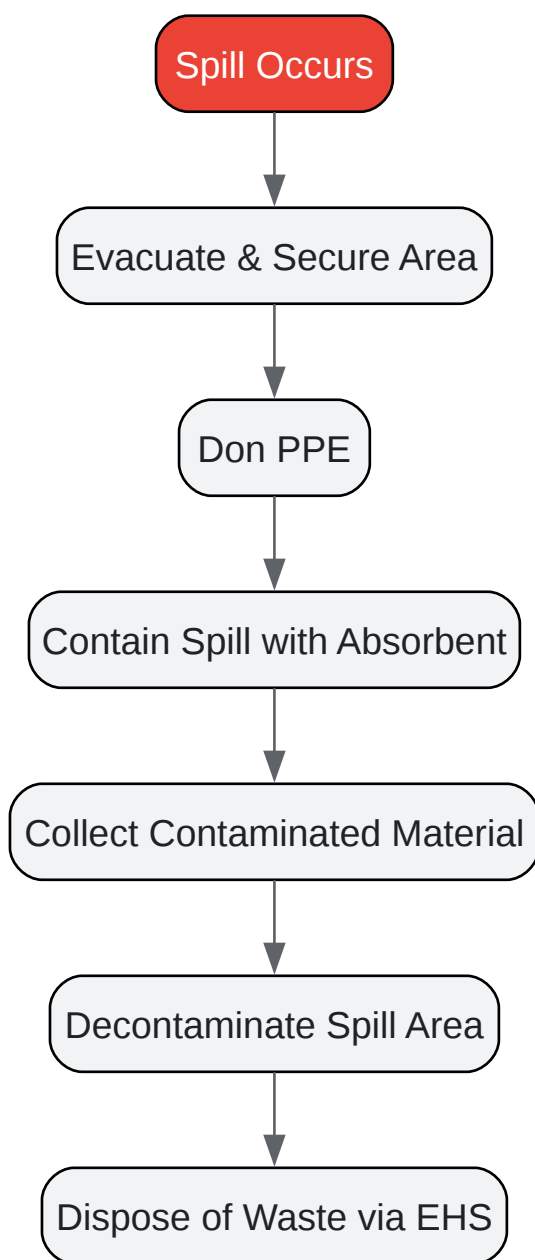 Spill Occurs
Evacuate & Secure Area
Don PPE
Contain Spill with Absorbent
Collect Contaminated Material
Decontaminate Spill Area
Dispose of Waste via EHS